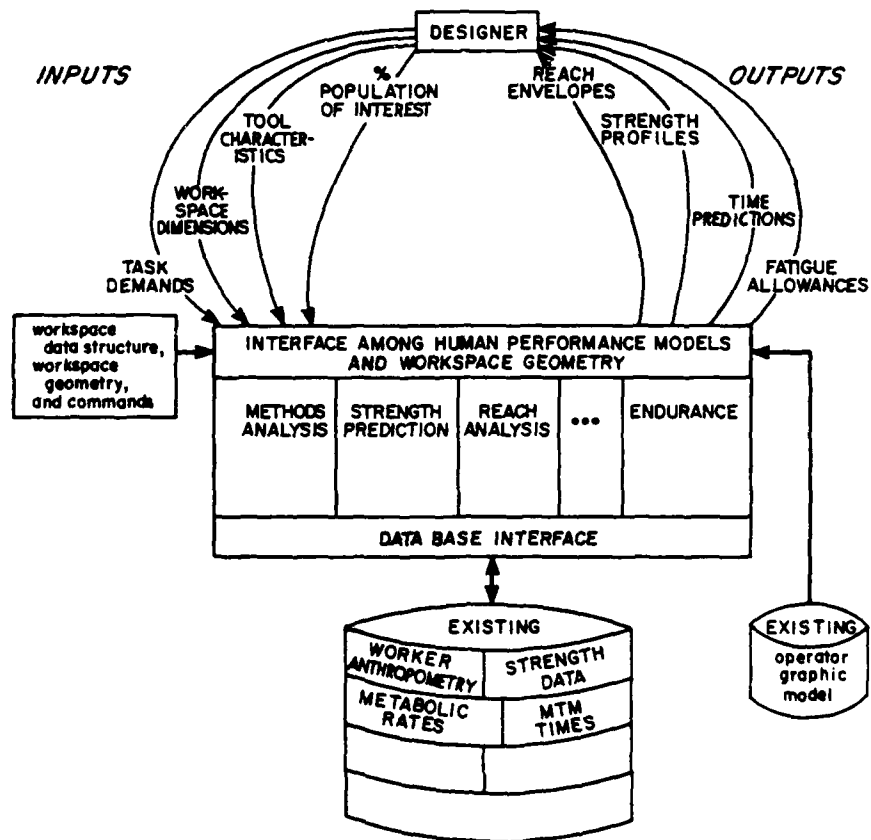 DESIGNER
INPUTS
OUTPUTS
%
POPULATION
OF INTEREST
REACH
ENVELOPES
TOOL
CHARACTER-
ISTICS
STRENGTH
PROFILES
WORK-
SPACE
DIMENSIONS
TIME
PREDICTIONS
TASK
DEMANDS
FATIGUE
ALLOWANCES
workspace
data structure,
workspace
geometry,
and commands
INTERFACE AMONG HUMAN PERFORMANCE MODELS
AND WORKSPACE GEOMETRY
METHODS
ANALYSIS
STRENGTH
PREDICTION
REACH
ANALYSIS
•••
ENDURANCE
DATA BASE INTERFACE
EXISTING
WORKER
ANTHROPOMETRY
STRENGTH
DATA
METABOLIC
RATES
MTM
TIMES
EXISTING
operator
graphic
model